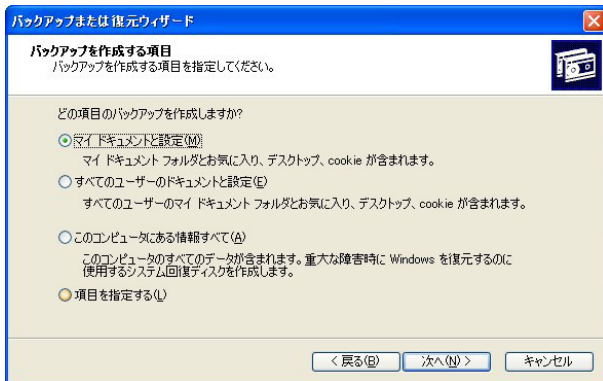 バックアップまたは復元ウィザード
バックアップを作成する項目
バックアップを作成する項目を指定してください。
どの項目のバックアップを作成しますか?
マイ ドキュメントと設定(M)
マイ ドキュメント フォルダとお気に入り、デスクトップ、cookie が含まれます。
すべてのユーザーのドキュメントと設定(E)
すべてのユーザーのマイ ドキュメント フォルダとお気に入り、デスクトップ、cookie が含まれます。
このコンピュータにある情報すべて(A)
このコンピュータのすべてのデータが含まれます。重大な障害時に Windows を復元するのに
使用するシステム回復ディスクを作成します。
項目を指定する(L)
< 戻る(B) 次へ(N) > キャンセル